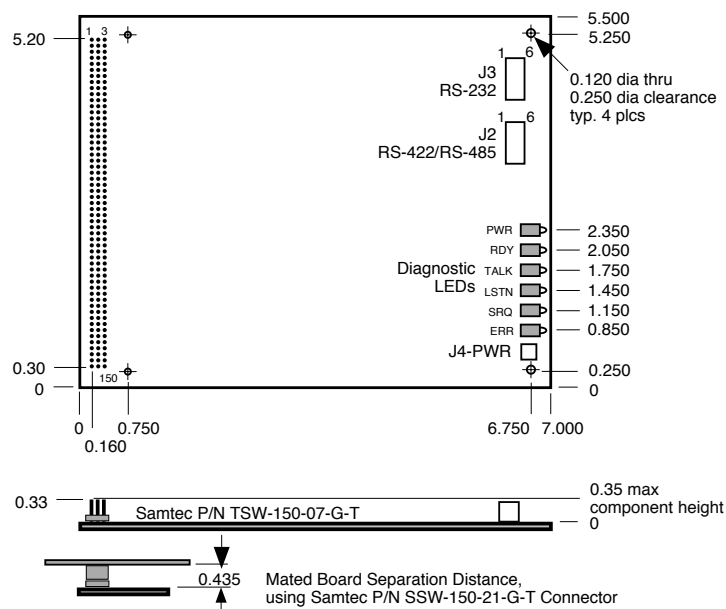 5.20
1 3
5.500
5.250
1 6
J3
RS-232
0.120 dia thru
0.250 dia clearance
typ. 4 plcs
1 6
J2
RS-422/RS-485
PWR
2.350
RDY
2.050
Diagnostic
LEDs
TALK
1.750
LSTN
1.450
SRQ
1.150
ERR
0.850
J4-PWR
0.30
150
0.250
0
0
0
0.750
6.750
7.000
0.160
0.33
Samtec P/N TSW-150-07-G-T
0.35 max
component height
0
0.435
Mated Board Separation Distance,
using Samtec P/N SSW-150-21-G-T Connector